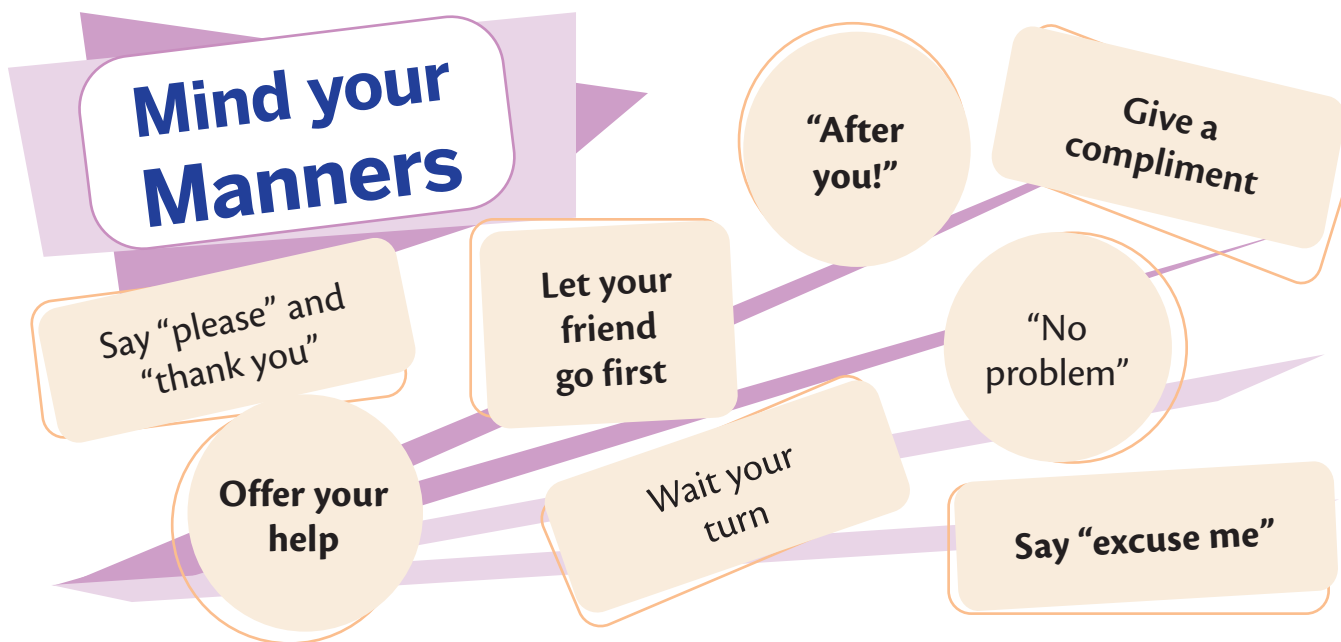 Mind your
Manners
“After
you!”
Give a
compliment
Say “please” and
“thank you”
Let your
friend
go first
“No
problem”
Offer your
help
Wait your
turn
Say “excuse me”